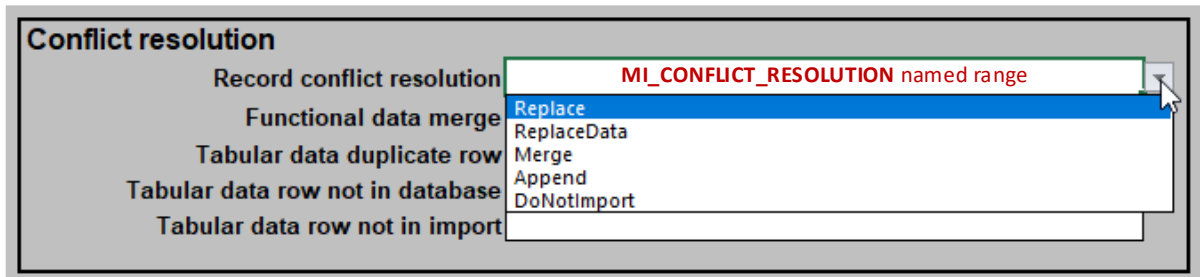 Conflict resolution
Record conflict resolution MI_CONFLICT_RESOLUTION named range
Functional data merge Replace
ReplaceData
Tabular data duplicate row Merge
Append
Tabular data row not in database DoNotImport
Tabular data row not in import